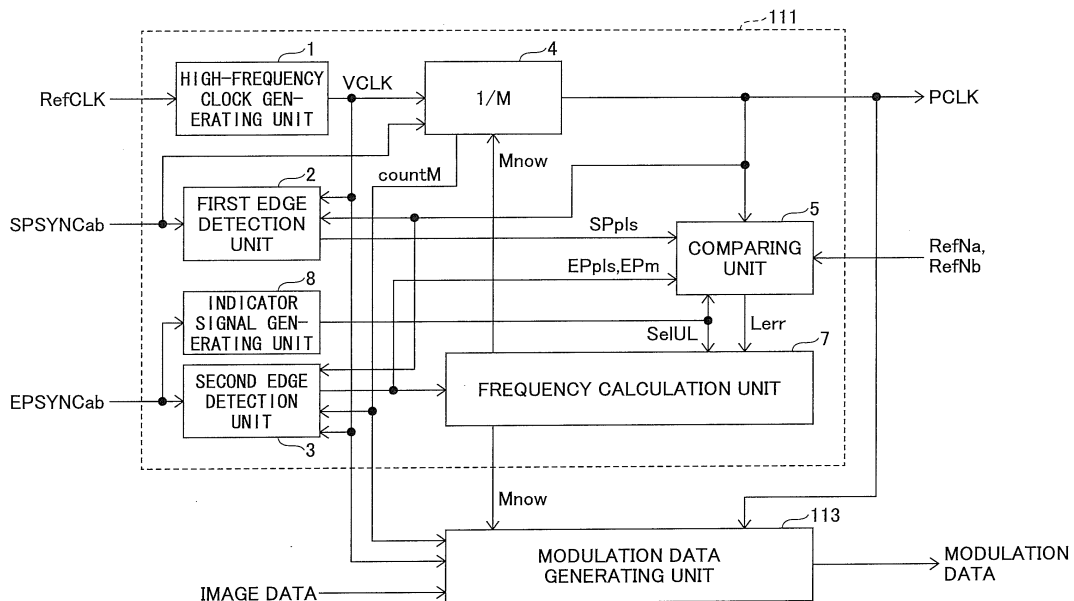 111
1
HIGH-FREQUENCY
CLOCK GEN-
ERATING UNIT
RefCLK
VCLK
4
1/M
PCLK
Mnow
countM
2
FIRST EDGE
DETECTION
UNIT
SPSYNCab
SPpls
5
COMPARING
UNIT
RefNa,
RefNb
EPpls,EPm
8
INDICATOR
SIGNAL GEN-
ERATING UNIT
SelUL
Lerr
7
FREQUENCY CALCULATION UNIT
SECOND EDGE
DETECTION
UNIT
EPSYNCab
3
Mnow
113
MODULATION DATA
GENERATING UNIT
MODULATION
DATA
IMAGE DATA